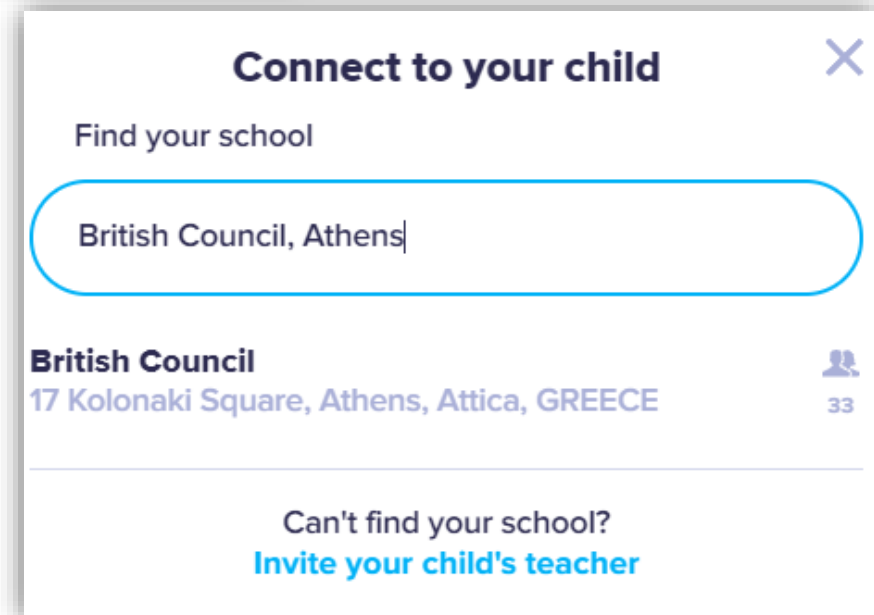 Connect to your child
Find your school
British Council, Athens
British Council
17 Kolonaki Square, Athens, Attica, GREECE
33
Can't find your school?
Invite your child's teacher